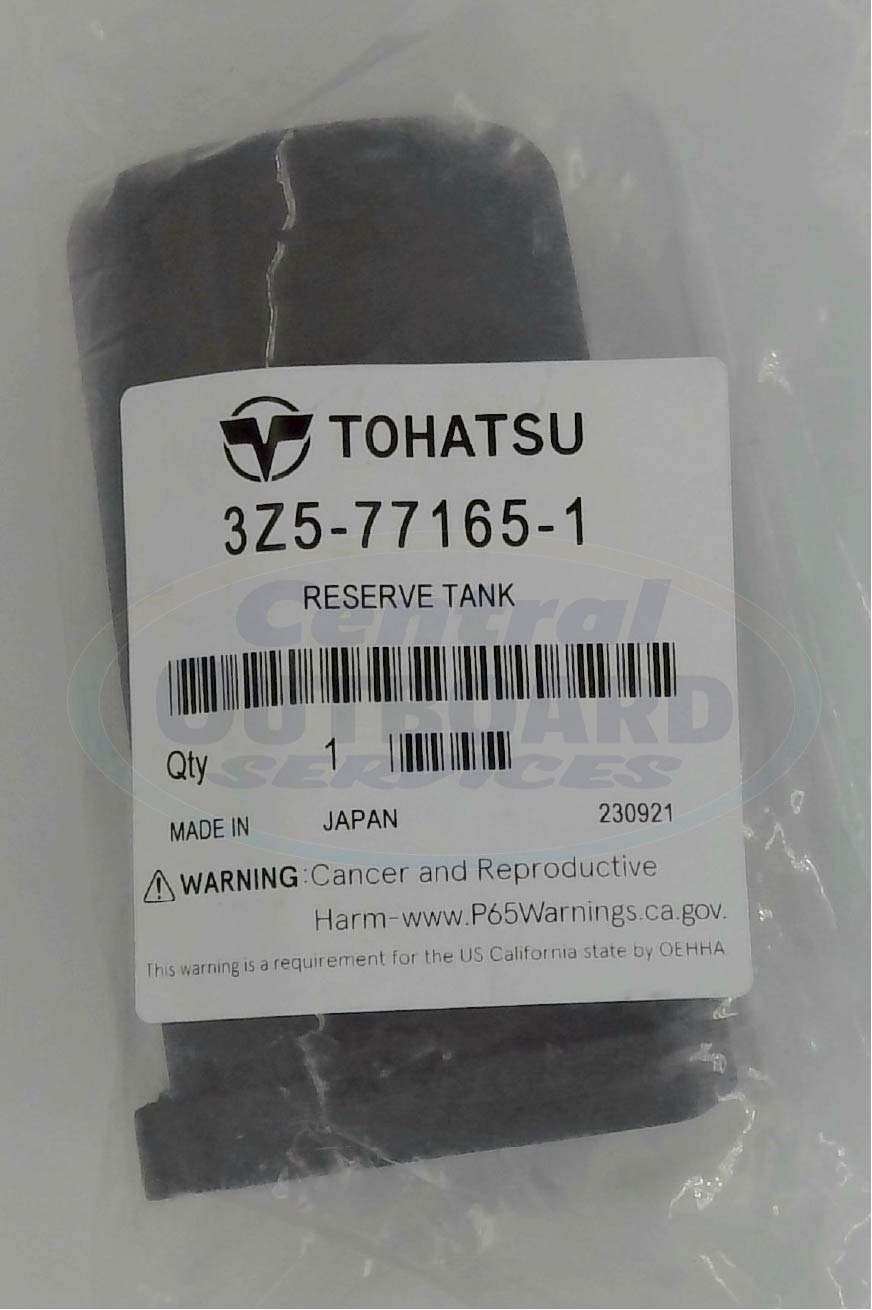 TOHATSU
3Z5-77165-1
RESERVE TANK
Central
OUTBOARD
SERVICES
Qty 1
MADE IN JAPAN 230921
WARNING:Cancer and Reproductive
Harm-www.P65Warnings.ca.gov.
This warning is a requirement for the US California state by OEHHA